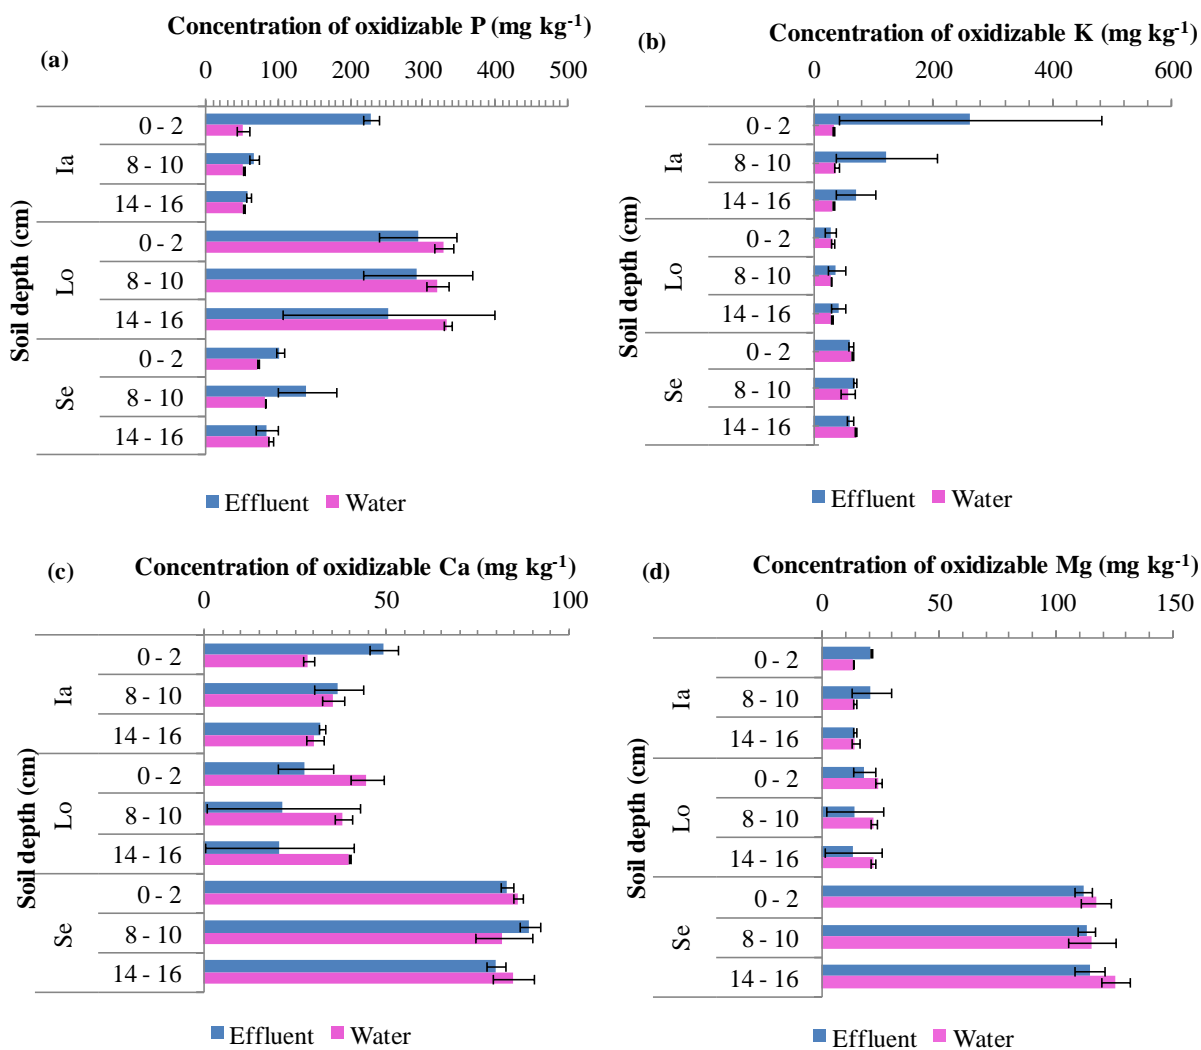 Concentration of oxidizable P (mg kg-1)
(a)
0 100 200 300 400 500
Ia
0 - 2
8 - 10
14 - 16
Lo
0 - 2
8 - 10
14 - 16
Se
0 - 2
8 - 10
14 - 16
Soil depth (cm)
Effluent Water
Concentration of oxidizable K (mg kg-1)
(b)
0 200 400 600
Ia
0 - 2
8 - 10
14 - 16
Lo
0 - 2
8 - 10
14 - 16
Se
0 - 2
8 - 10
14 - 16
Soil depth (cm)
Effluent Water
Concentration of oxidizable Ca (mg kg-1)
(c)
0 50 100
Ia
0 - 2
8 - 10
14 - 16
Lo
0 - 2
8 - 10
14 - 16
Se
0 - 2
8 - 10
14 - 16
Soil depth (cm)
Effluent Water
Concentration of oxidizable Mg (mg kg-1)
(d)
0 50 100 150
Ia
0 - 2
8 - 10
14 - 16
Lo
0 - 2
8 - 10
14 - 16
Se
0 - 2
8 - 10
14 - 16
Soil depth (cm)
Effluent Water